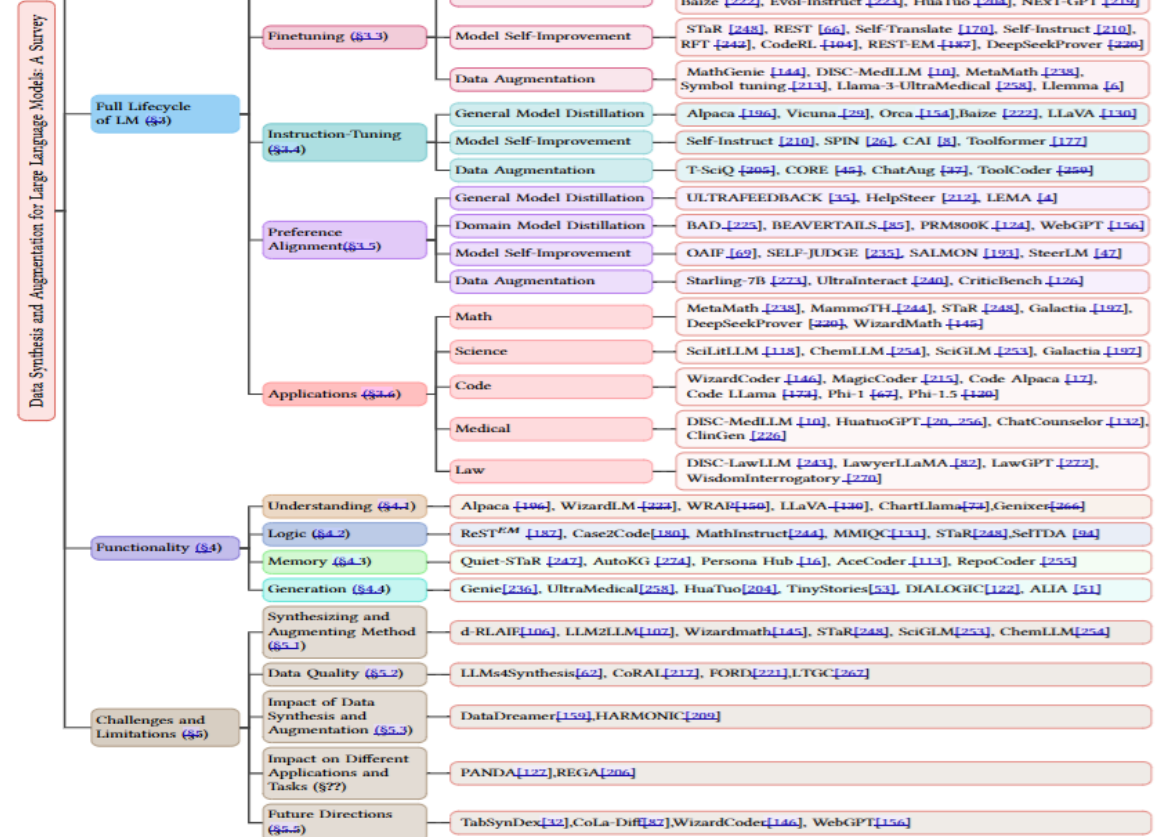 Data Synthesis and Augmentation for Large Language Models: A Survey
Full Lifecycle
of LM (§3)
Finetuning (§3.3)
Baize [222], Evol-Instruct [223], HuaTuo [204], NExT-GPT [219]
Model Self-Improvement
STaR [248], REST [66], Self-Translate [170], Self-Instruct [210],
RFT [242], CodeRL [104], REST-EM [187], DeepSeekProver [220]
Data Augmentation
MathGenie [144], DISC-MedLLM [10], MetaMath [238],
Symbol tuning [213], Llama-3-UltraMedical [258], Llemma [6]
Instruction-Tuning
(§3.4)
General Model Distillation
Alpaca [196], Vicuna [29], Orca [154],Baize [222], LLaVA [130]
Model Self-Improvement
Self-Instruct [210], SPIN [26], CAI [8], Toolformer [177]
Data Augmentation
T-SciQ [205], CORE [45], ChatAug [37], ToolCoder [259]
Preference
Alignment(§3.5)
General Model Distillation
ULTRAFEEDBACK [35], HelpSteer [212], LEMA [4]
Domain Model Distillation
BAD [225], BEAVERTAILS [85], PRM800K [124], WebGPT [156]
Model Self-Improvement
OAIF [69], SELF-JUDGE [235], SALMON [193], SteerLM [47]
Data Augmentation
Starling-7B [273], UltraInteract [240], CriticBench [126]
Applications (§3.6)
Math
MetaMath [238], MammoTH [244], STaR [248], Galactia [197],
DeepSeekProver [220], WizardMath [145]
Science
SciLitLLM [118], ChemLLM [254], SciGLM [253], Galactia [197]
Code
WizardCoder [146], MagicCoder [215], Code Alpaca [17],
Code LLama [173], Phi-1 [67], Phi-1.5 [120]
Medical
DISC-MedLLM [10], HuatuoGPT [20, 256], ChatCounselor [132],
ClinGen [226]
Law
DISC-LawLLM [243], LawyerLLaMA [82], LawGPT [272],
WisdomInterrogatory [270]
Functionality (§4)
Understanding (§4.1)
Alpaca [196], WizardLM [223], WRAP[150], LLaVA [130], ChartLlama[73],Genixer[266]
Logic (§4.2)
ReST^EM [187], Case2Code[180], MathInstruct[244], MMIQC[131], STaR[248],SelTDA [94]
Memory (§4.3)
Quiet-STaR [247], AutoKG [274], Persona Hub [16], AceCoder [113], RepoCoder [255]
Generation (§4.4)
Genie[236], UltraMedical[258], HuaTuo[204], TinyStories[53], DIALOGIC[122], ALIA [51]
Challenges and
Limitations (§5)
Synthesizing and
Augmenting Method
(§5.1)
d-RLAIF[106], LLM2LLM[107], Wizardmath[145], STaR[248], SciGLM[253], ChemLLM[254]
Data Quality (§5.2)
LLMs4Synthesis[62], CoRAL[217], FORD[221],LTGC[267]
Impact of Data
Synthesis and
Augmentation (§5.3)
DataDreamer[159],HARMONIC[209]
Impact on Different
Applications and
Tasks (§??)
PANDA[127],REGA[206]
Future Directions
(§5.5)
TabSynDex[32],CoLa-Diff[87],WizardCoder[146], WebGPT[156]